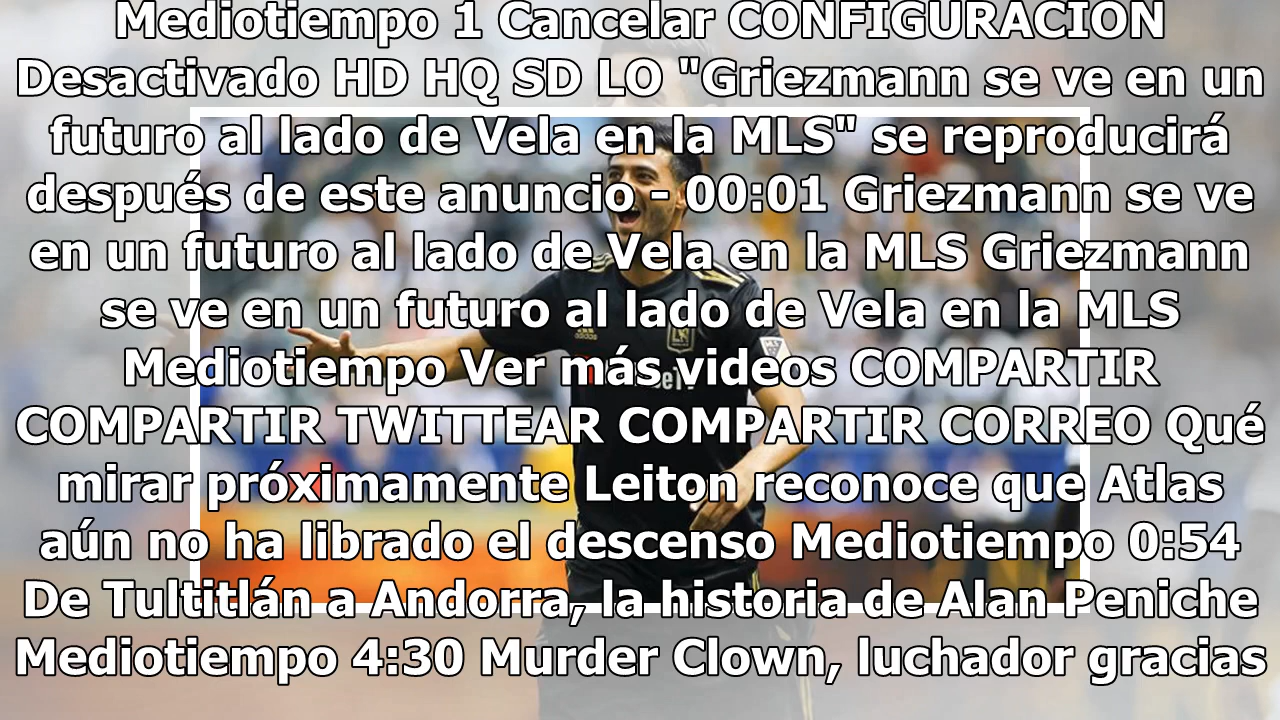 Mediotiempo 1 Cancelar CONFIGURACIÓN
Desactivado HD HQ SD LO "Griezmann se ve en un
futuro al lado de Vela en la MLS" se reproducirá
después de este anuncio - 00:01 Griezmann se ve
en un futuro al lado de Vela en la MLS Griezmann
se ve en un futuro al lado de Vela en la MLS
Mediotiempo Ver más videos COMPARTIR
COMPARTIR TWITTEAR COMPARTIR CORREO Qué
mirar próximamente Leiton reconoce que Atlas
aún no ha librado el descenso Mediotiempo 0:54
De Tultitlán a Andorra, la historia de Alan Peniche
Mediotiempo 4:30 Murder Clown, luchador gracias